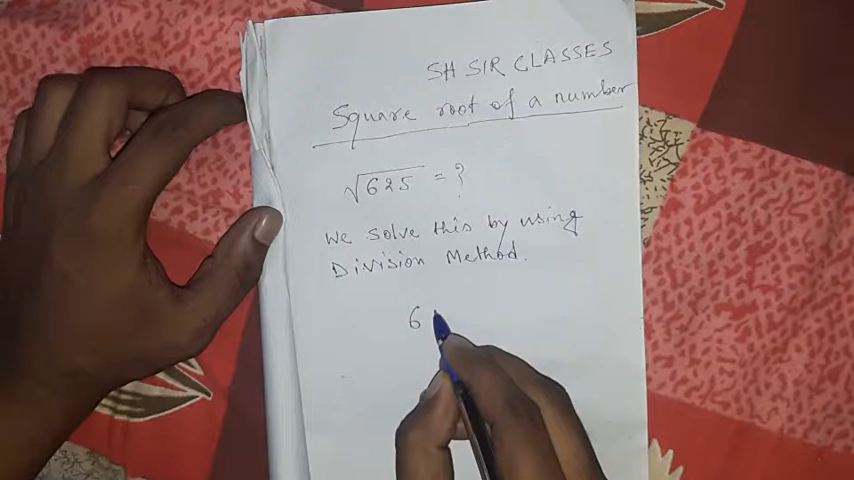 SH SIR CLASSES
Square root of a number
√625 = ?
We solve this by using
Division Method.
6